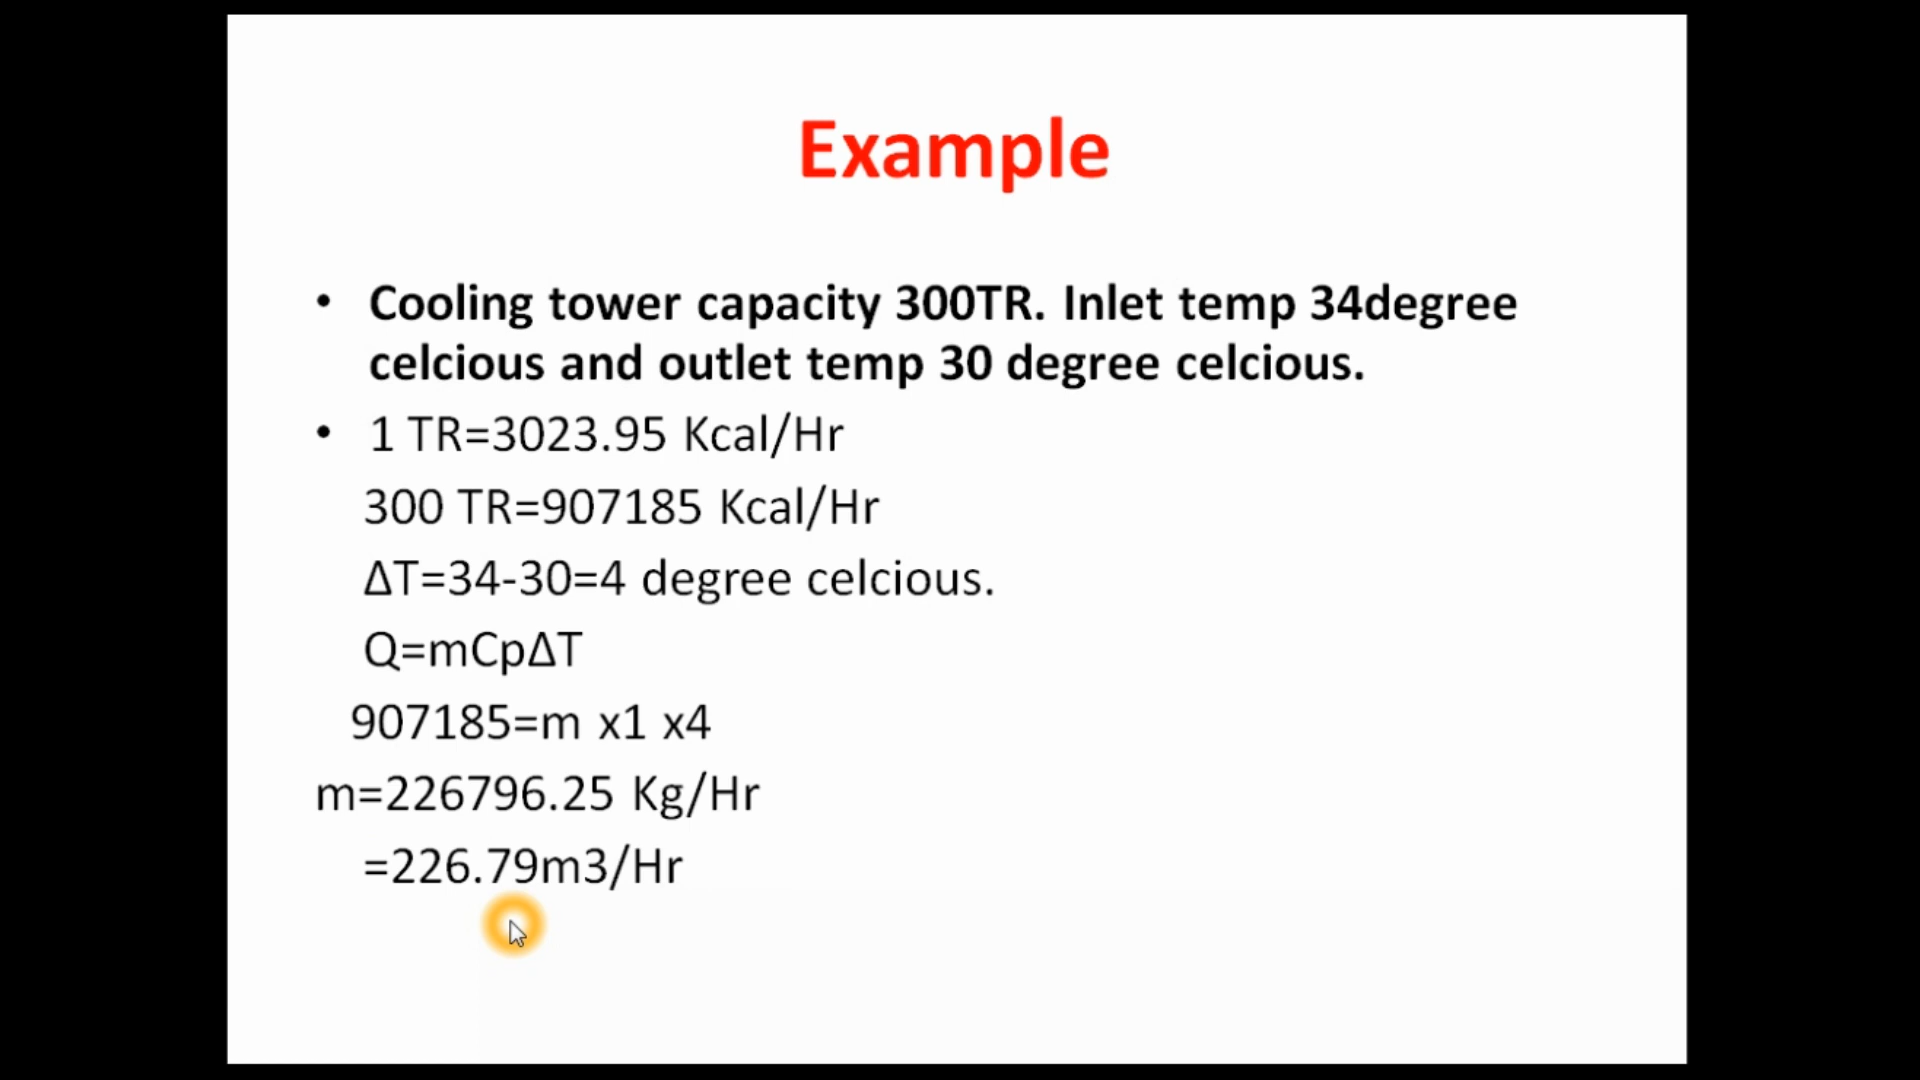 Example
• Cooling tower capacity 300TR. Inlet temp 34degree
celcious and outlet temp 30 degree celcious.
• 1 TR=3023.95 Kcal/Hr
300 TR=907185 Kcal/Hr
ΔT=34-30=4 degree celcious.
Q=mCpΔT
907185=m x1 x4
m=226796.25 Kg/Hr
=226.79m3/Hr